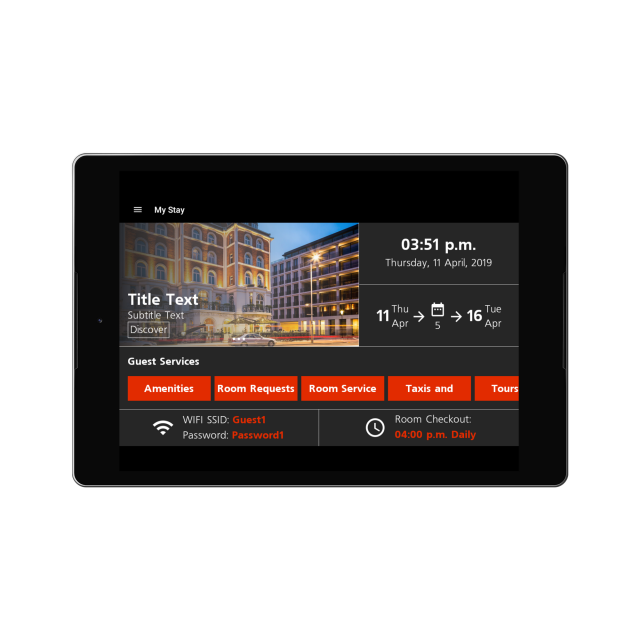 My Stay
Title Text
Subtitle Text
Discover
03:51 p.m.
Thursday, 11 April, 2019
11 Thu Apr
5
16 Tue Apr
Guest Services
Amenities
Room Requests
Room Service
Taxis and
Tours
WIFI SSID: Guest1
Password: Password1
Room Checkout:
04:00 p.m. Daily